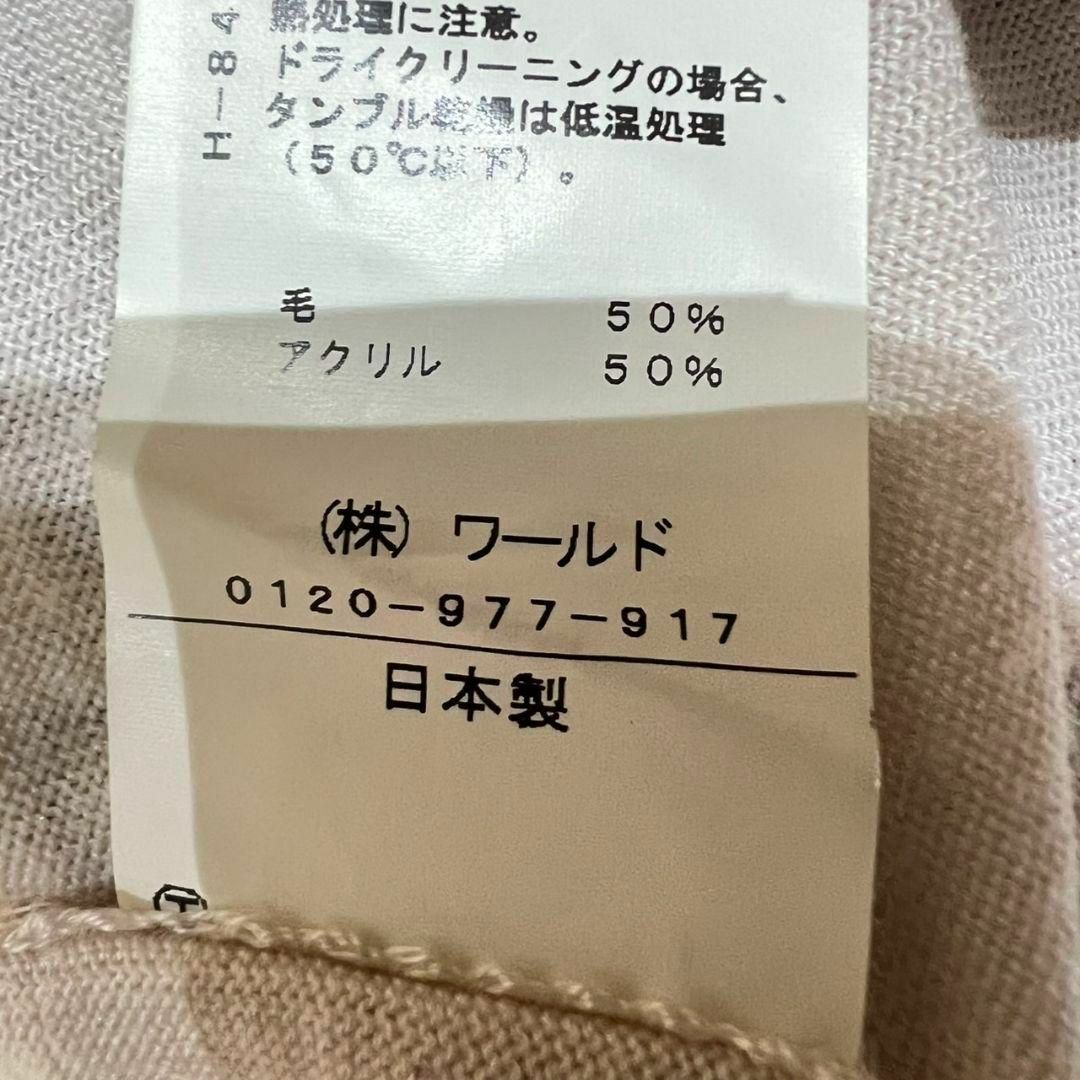 熱処理に注意。
ドライクリーニングの場合、
タンブル乾燥は低温処理
（５０℃以下）。
H－84
毛 ５０％
アクリル ５０％
（株）ワールド
０１２０－９７７－９１７
日本製